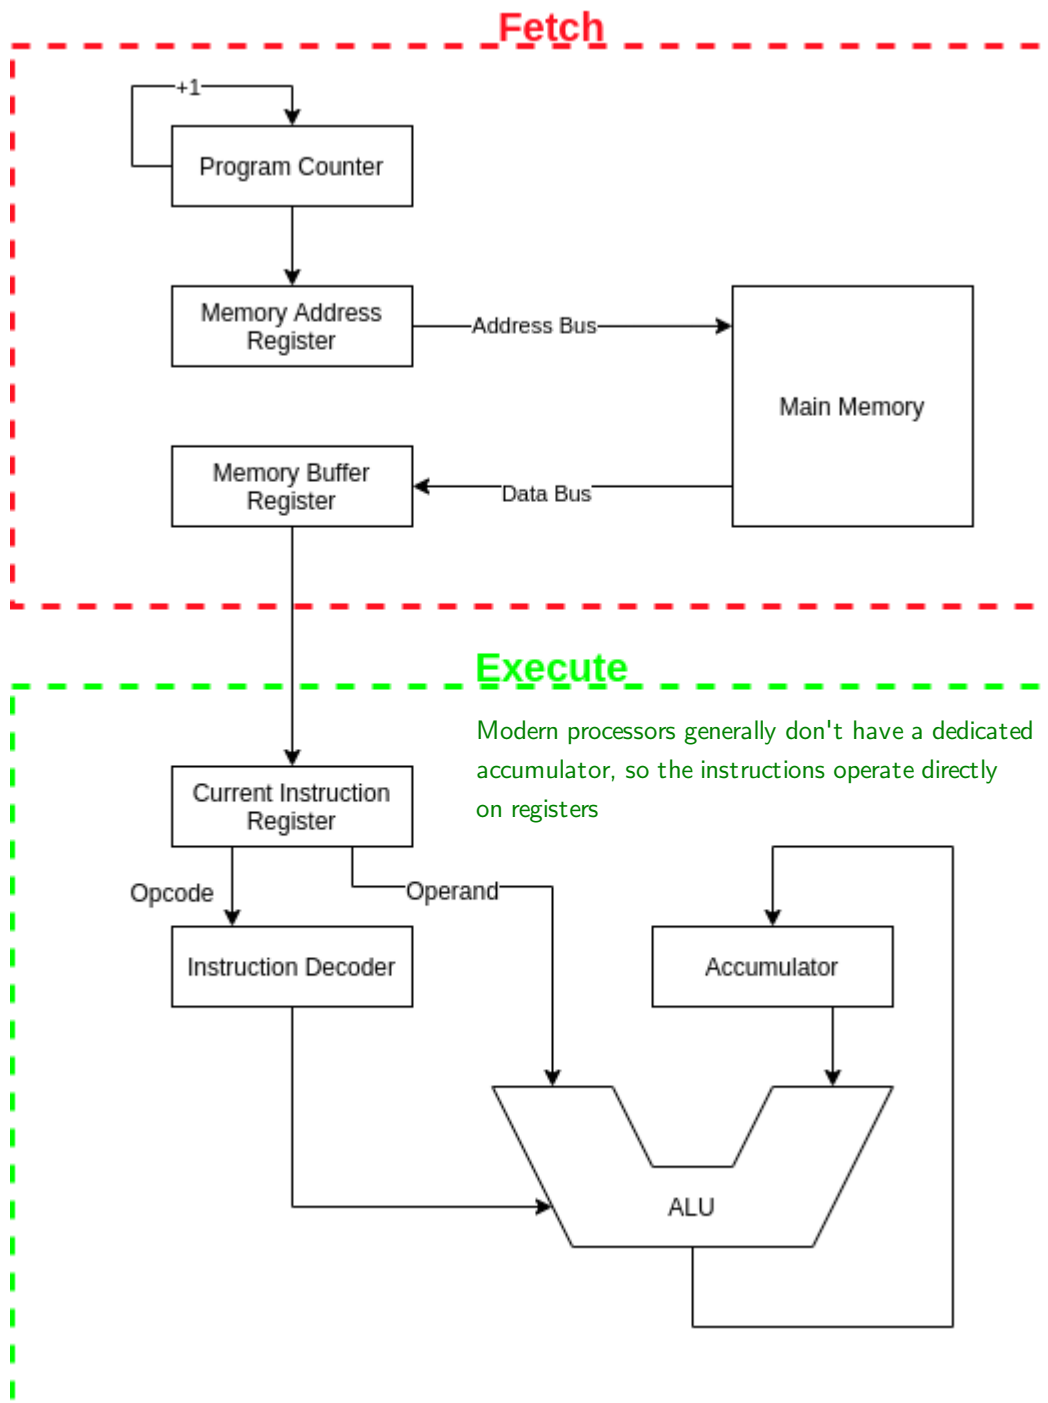 Fetch
+1
Program Counter
Memory Address
Register
Address Bus
Main Memory
Memory Buffer
Register
Data Bus
Execute
Modern processors generally don't have a dedicated
accumulator, so the instructions operate directly
on registers
Current Instruction
Register
Opcode
Operand
Instruction Decoder
Accumulator
ALU